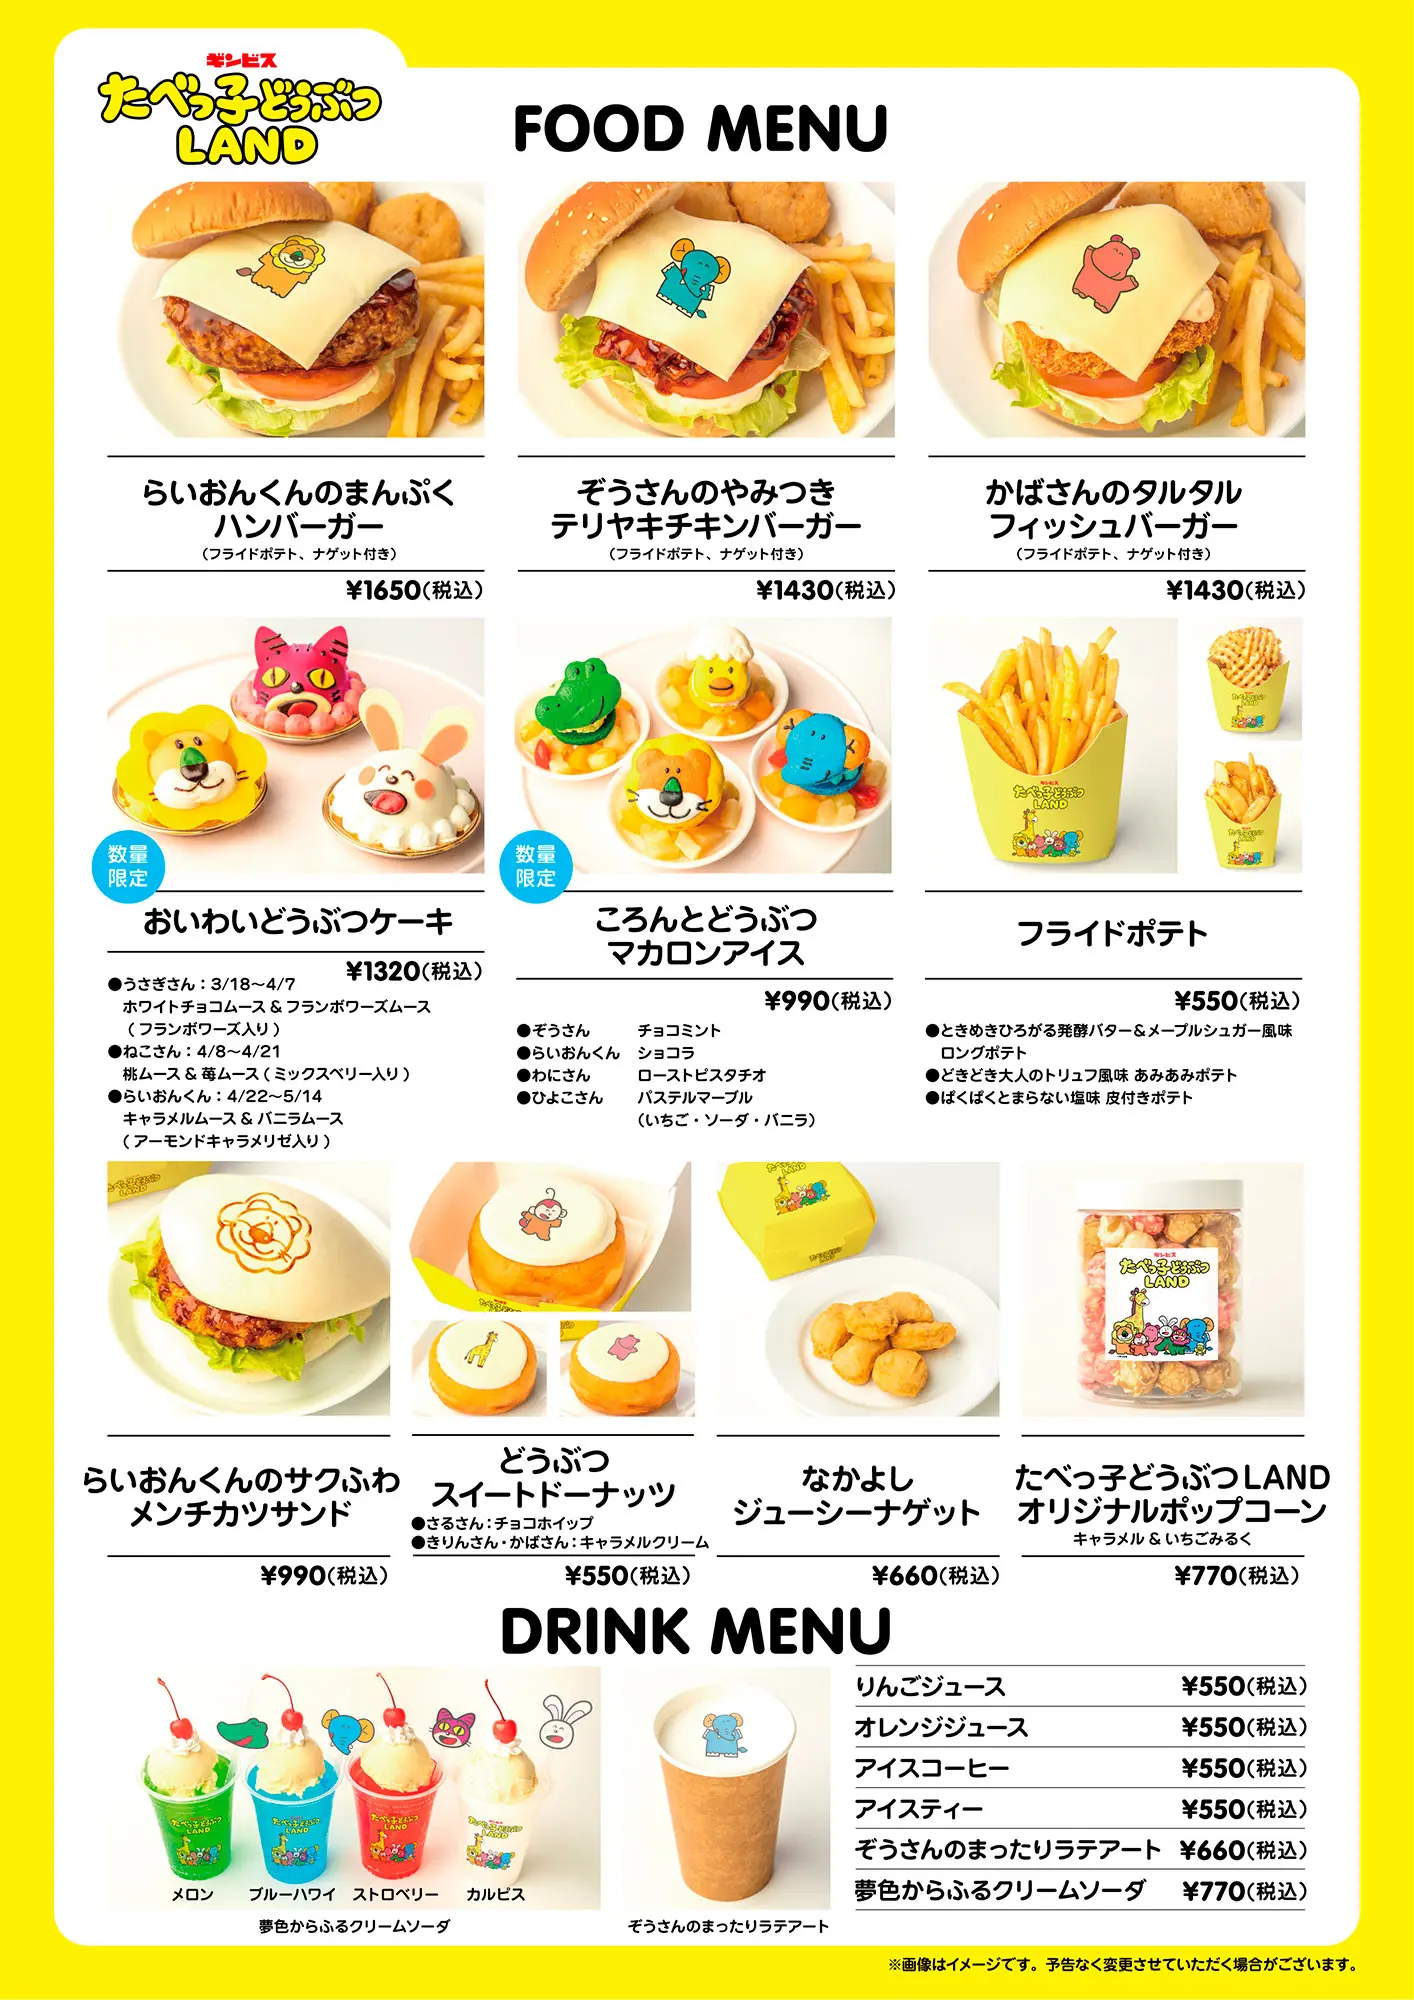 ギンビス
たべっ子どうぶつ
LAND
FOOD MENU
らいおんくんのまんぷく
ハンバーガー
（フライドポテト、ナゲット付き）
¥1650（税込）
ぞうさんのやみつき
テリヤキチキンバーガー
（フライドポテト、ナゲット付き）
¥1430（税込）
かばさんのタルタル
フィッシュバーガー
（フライドポテト、ナゲット付き）
¥1430（税込）
数量
限定
おいわいどうぶつケーキ
¥1320（税込）
●うさぎさん：3/18〜4/7
ホワイトチョコムース & フランボワーズムース
( フランボワーズ入り )
●ねこさん：4/8〜4/21
桃ムース & 苺ムース ( ミックスベリー入り )
●らいおんくん：4/22〜5/14
キャラメルムース & バニラムース
( アーモンドキャラメリゼ入り )
数量
限定
ころんとどうぶつ
マカロンアイス
¥990（税込）
●ぞうさん チョコミント
●らいおんくん ショコラ
●わにさん ローストピスタチオ
●ひよこさん パステルマーブル
（いちご・ソーダ・バニラ）
たべっ子どうぶつ
LAND
フライドポテト
¥550（税込）
●ときめきひろがる発酵バター＆メープルシュガー風味
ロングポテト
●どきどき大人のトリュフ風味 あみあみポテト
●ぱくぱくとまらない塩味 皮付きポテト
らいおんくんのサクふわ
メンチカツサンド
¥990（税込）
どうぶつ
スイートドーナッツ
●さるさん：チョコホイップ
●きりんさん・かばさん：キャラメルクリーム
¥550（税込）
なかよし
ジューシーナゲット
¥660（税込）
ギンビス
たべっ子どうぶつ
LAND
たべっ子どうぶつLAND
オリジナルポップコーン
キャラメル & いちごみるく
¥770（税込）
DRINK MENU
メロン ブルーハワイ ストロベリー カルピス
夢色からふるクリームソーダ
ぞうさんのまったりラテアート
りんごジュース ¥550（税込）
オレンジジュース ¥550（税込）
アイスコーヒー ¥550（税込）
アイスティー ¥550（税込）
ぞうさんのまったりラテアート ¥660（税込）
夢色からふるクリームソーダ ¥770（税込）
※画像はイメージです。予告なく変更させていただく場合がございます。